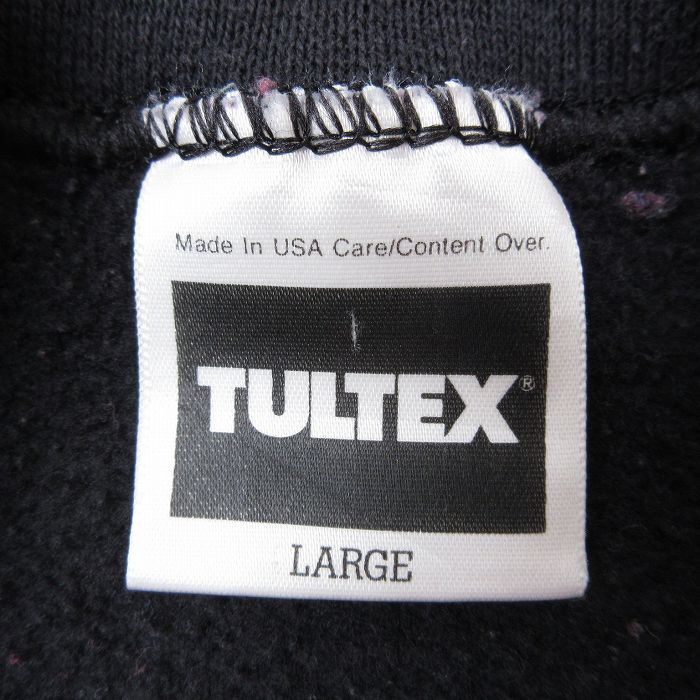 Made In USA Care/Content Over.
TULTEX®
LARGE